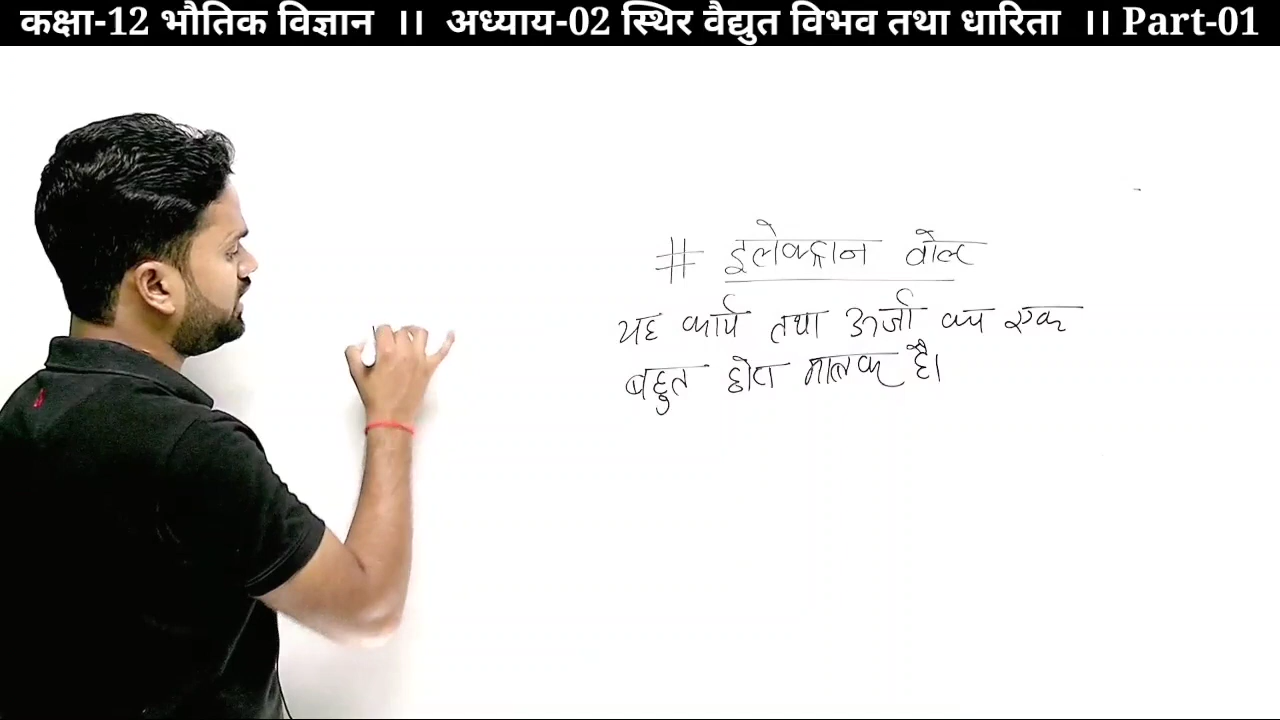 कक्षा-12 भौतिक विज्ञान ।। अध्याय-02 स्थिर वैद्युत विभव तथा धारिता ।। Part-01
# इलेक्ट्रान वोल्ट
यह कार्य तथा ऊर्जा का एक
बहुत छोटा मात्रक है।